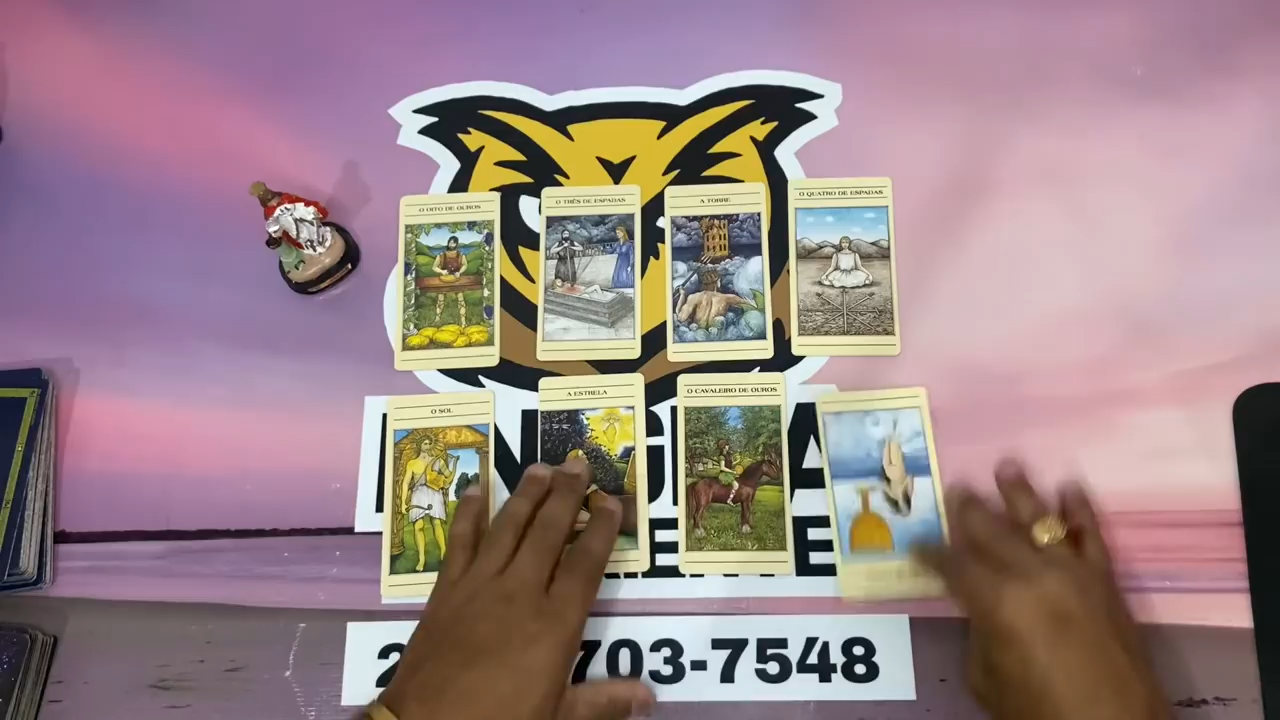 O OITO DE OUROS
O TRÊS DE ESPADAS
A TORRE
O QUATRO DE ESPADAS
O SOL
A ESTRELA
O CAVALEIRO DE OUROS
703-7548